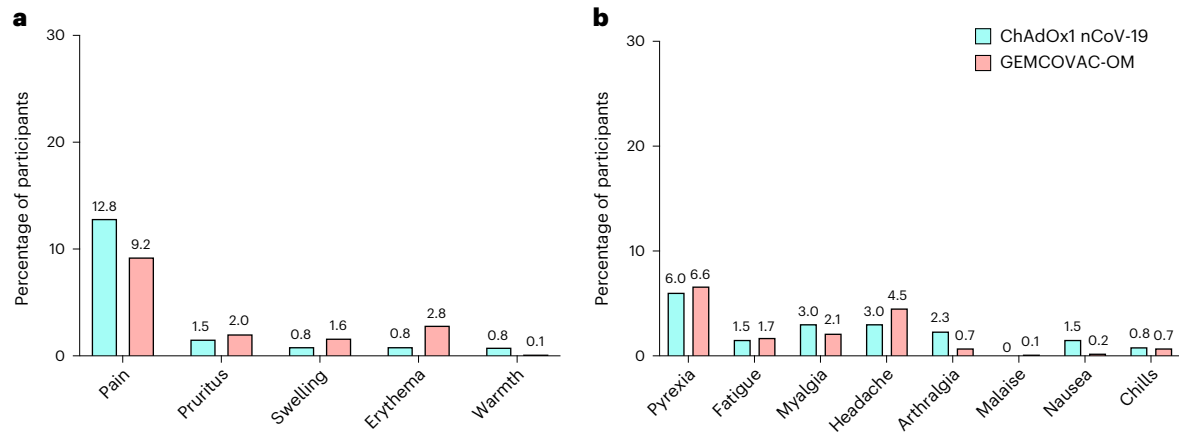 a
Percentage of participants
30
20
10
0
12.8
9.2
1.5
2.0
0.8
1.6
0.8
2.8
0.8
0.1
Pain
Pruritus
Swelling
Erythema
Warmth
b
ChAdOx1 nCoV-19
GEMCOVAC-OM
Percentage of participants
30
20
10
0
6.0
6.6
1.5
1.7
3.0
2.1
3.0
4.5
2.3
0.7
0
0.1
1.5
0.2
0.8
0.7
Pyrexia
Fatigue
Myalgia
Headache
Arthralgia
Malaise
Nausea
Chills